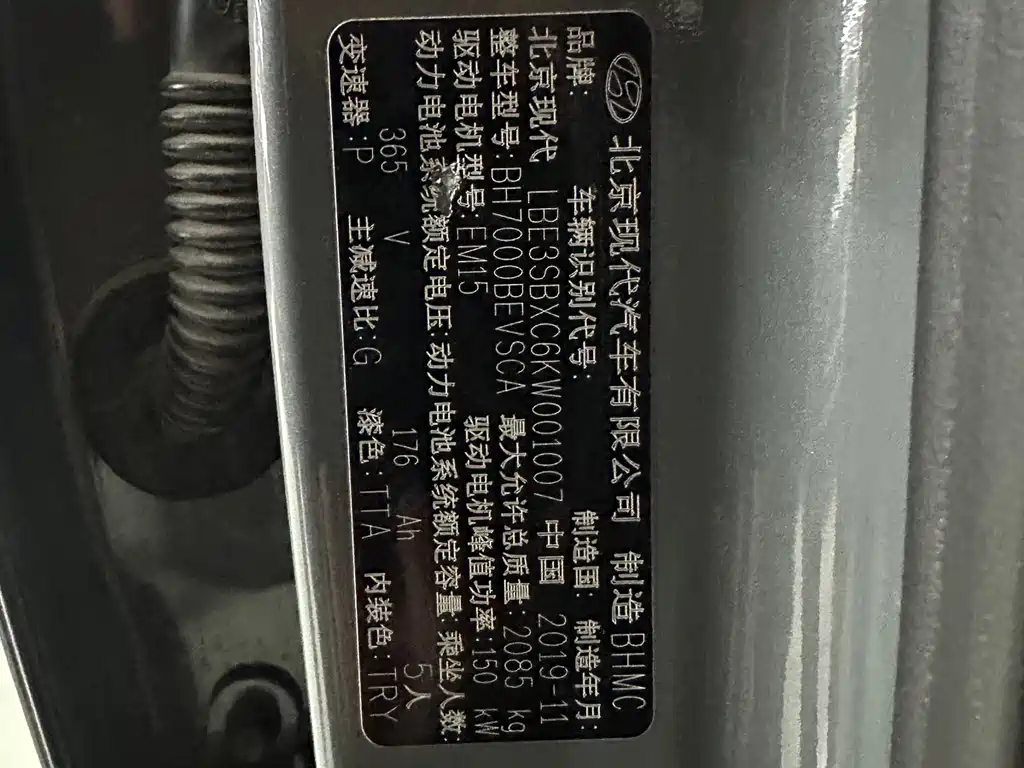 北京现代汽车有限公司 制造 BHMC
品牌: 车辆识别代号: 制造国: 制造年月:
北京现代 LBE3SBXC6KW001007 中国 2019-11
整车型号:BH7000BEVSCA 最大允许总质量:2085 kg
驱动电机型号:EM15 驱动电机峰值功率:150 kW
动力电池系统额定电压:动力电池系统额定容量:乘坐人数:
365 V 176 Ah 5人
变速器:P 主减速比:G 漆色:TTA 内装色:TRY